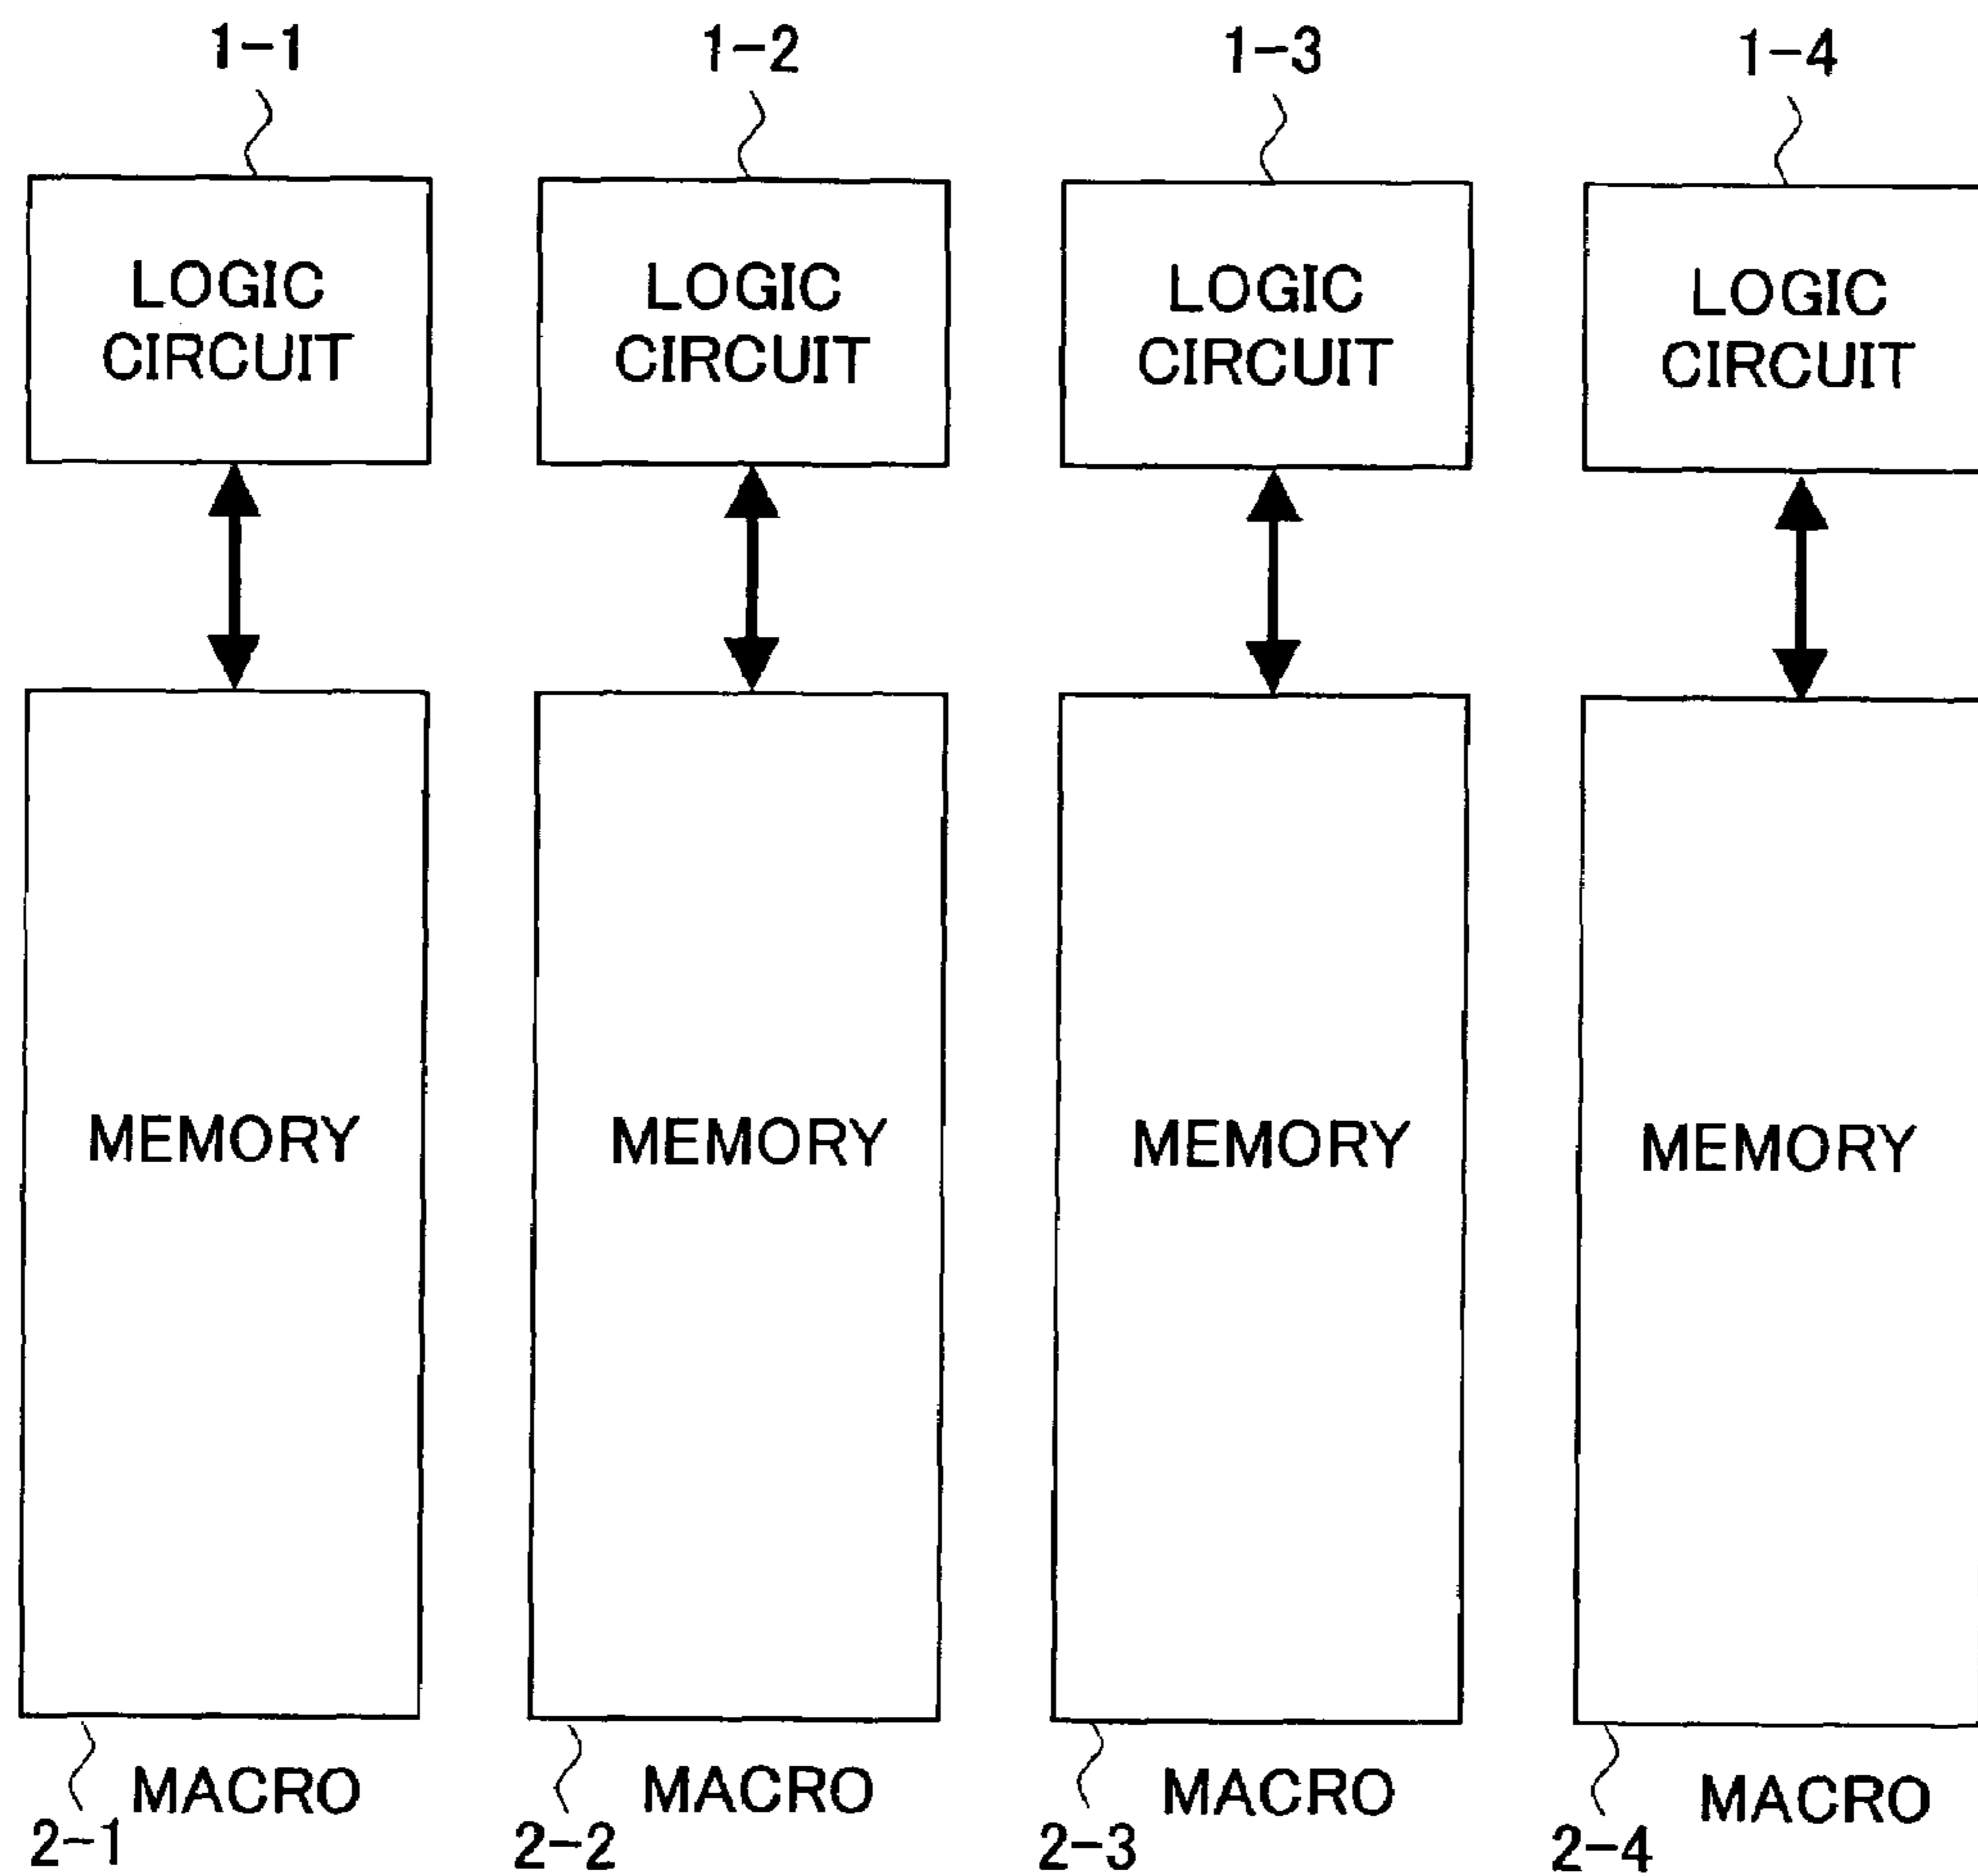 1-1 1-2 1-3 1-4
LOGIC CIRCUIT
LOGIC CIRCUIT
LOGIC CIRCUIT
LOGIC CIRCUIT
MEMORY MEMORY MEMORY MEMORY
MACRO MACRO MACRO MACRO
2-1 2-2 2-3 2-4